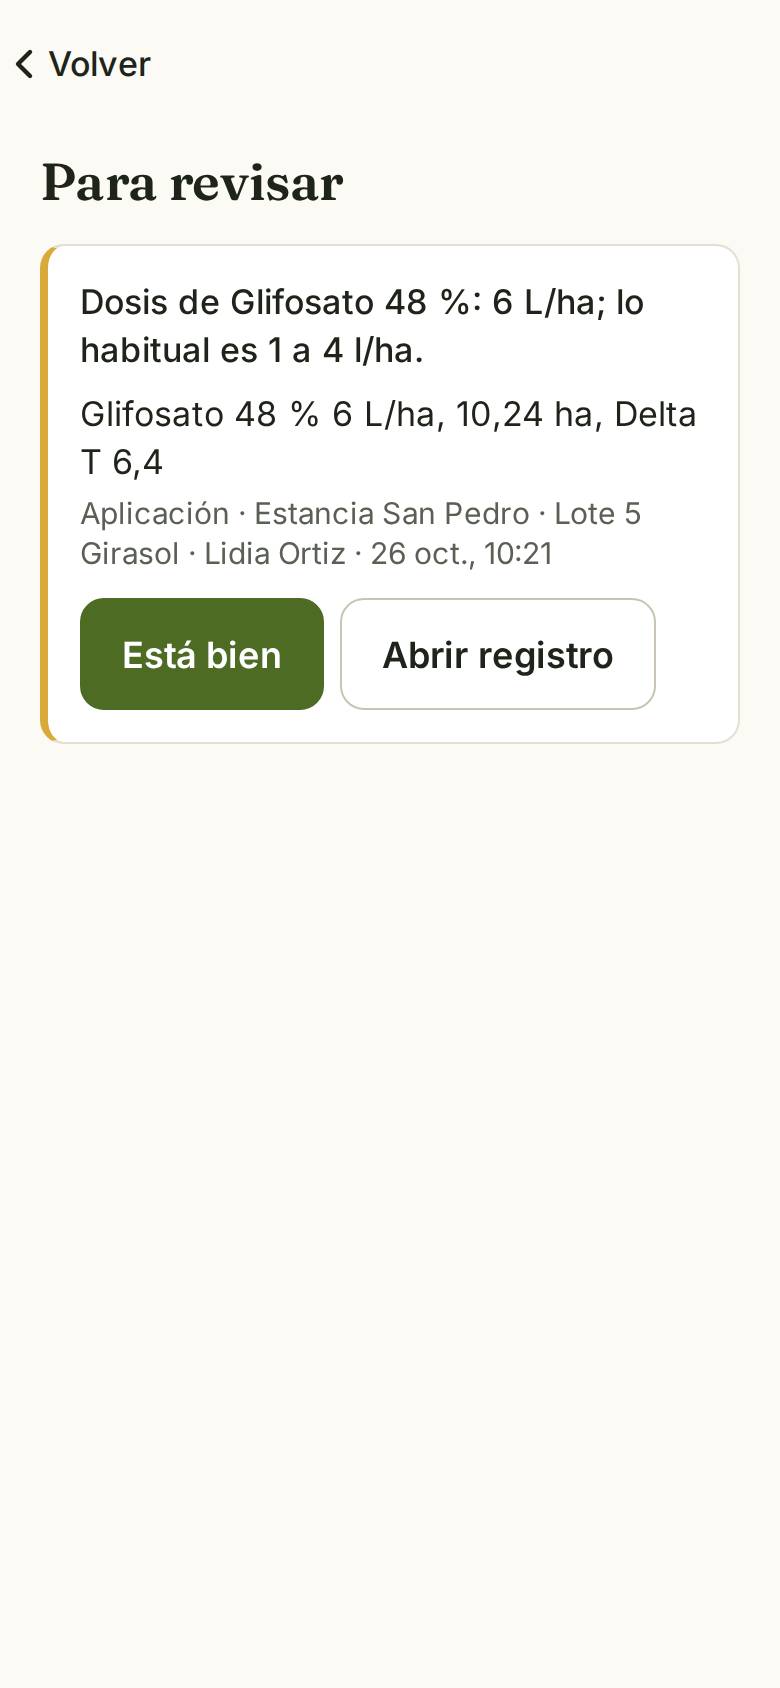 Volver
Para revisar
Dosis de Glifosato 48 %: 6 L/ha; lo
habitual es 1 a 4 l/ha.
Glifosato 48 % 6 L/ha, 10,24 ha, Delta
T 6,4
Aplicación · Estancia San Pedro · Lote 5
Girasol · Lidia Ortiz · 26 oct., 10:21
Está bien
Abrir registro